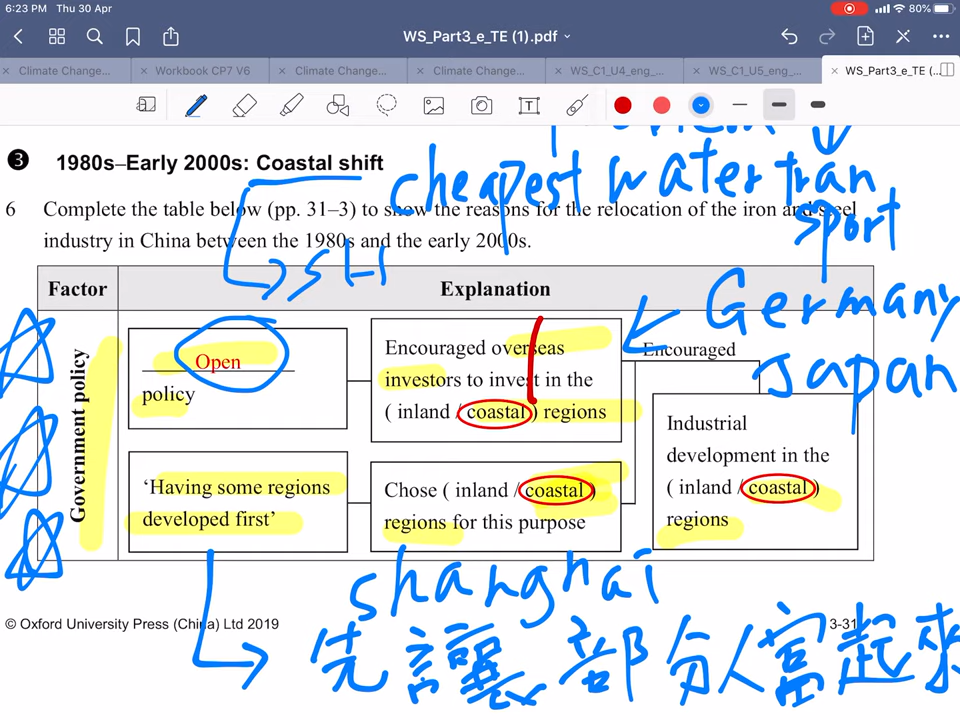 6:23 PM Thu 30 Apr
80%
WS_Part3_e_TE (1).pdf
Climate Change...
Workbook CP7 V6
Climate Change...
Climate Change...
WS_C1_U4_eng_...
WS_C1_U5_eng_...
WS_Part3_e_TE (...
cheapest water tran
sport
❸ 1980s–Early 2000s: Coastal shift
6 Complete the table below (pp. 31–3) to show the reasons for the relocation of the iron and steel
industry in China between the 1980s and the early 2000s.
Factor
Explanation
Government policy
Open
policy
Encouraged overseas
investors to invest in the
( inland / coastal ) regions
Encouraged
Germany
Japan
'Having some regions
developed first'
Chose ( inland / coastal )
regions for this purpose
Industrial
development in the
( inland / coastal )
regions
shanghai
先讓部分人富起來
© Oxford University Press (China) Ltd 2019
3-31